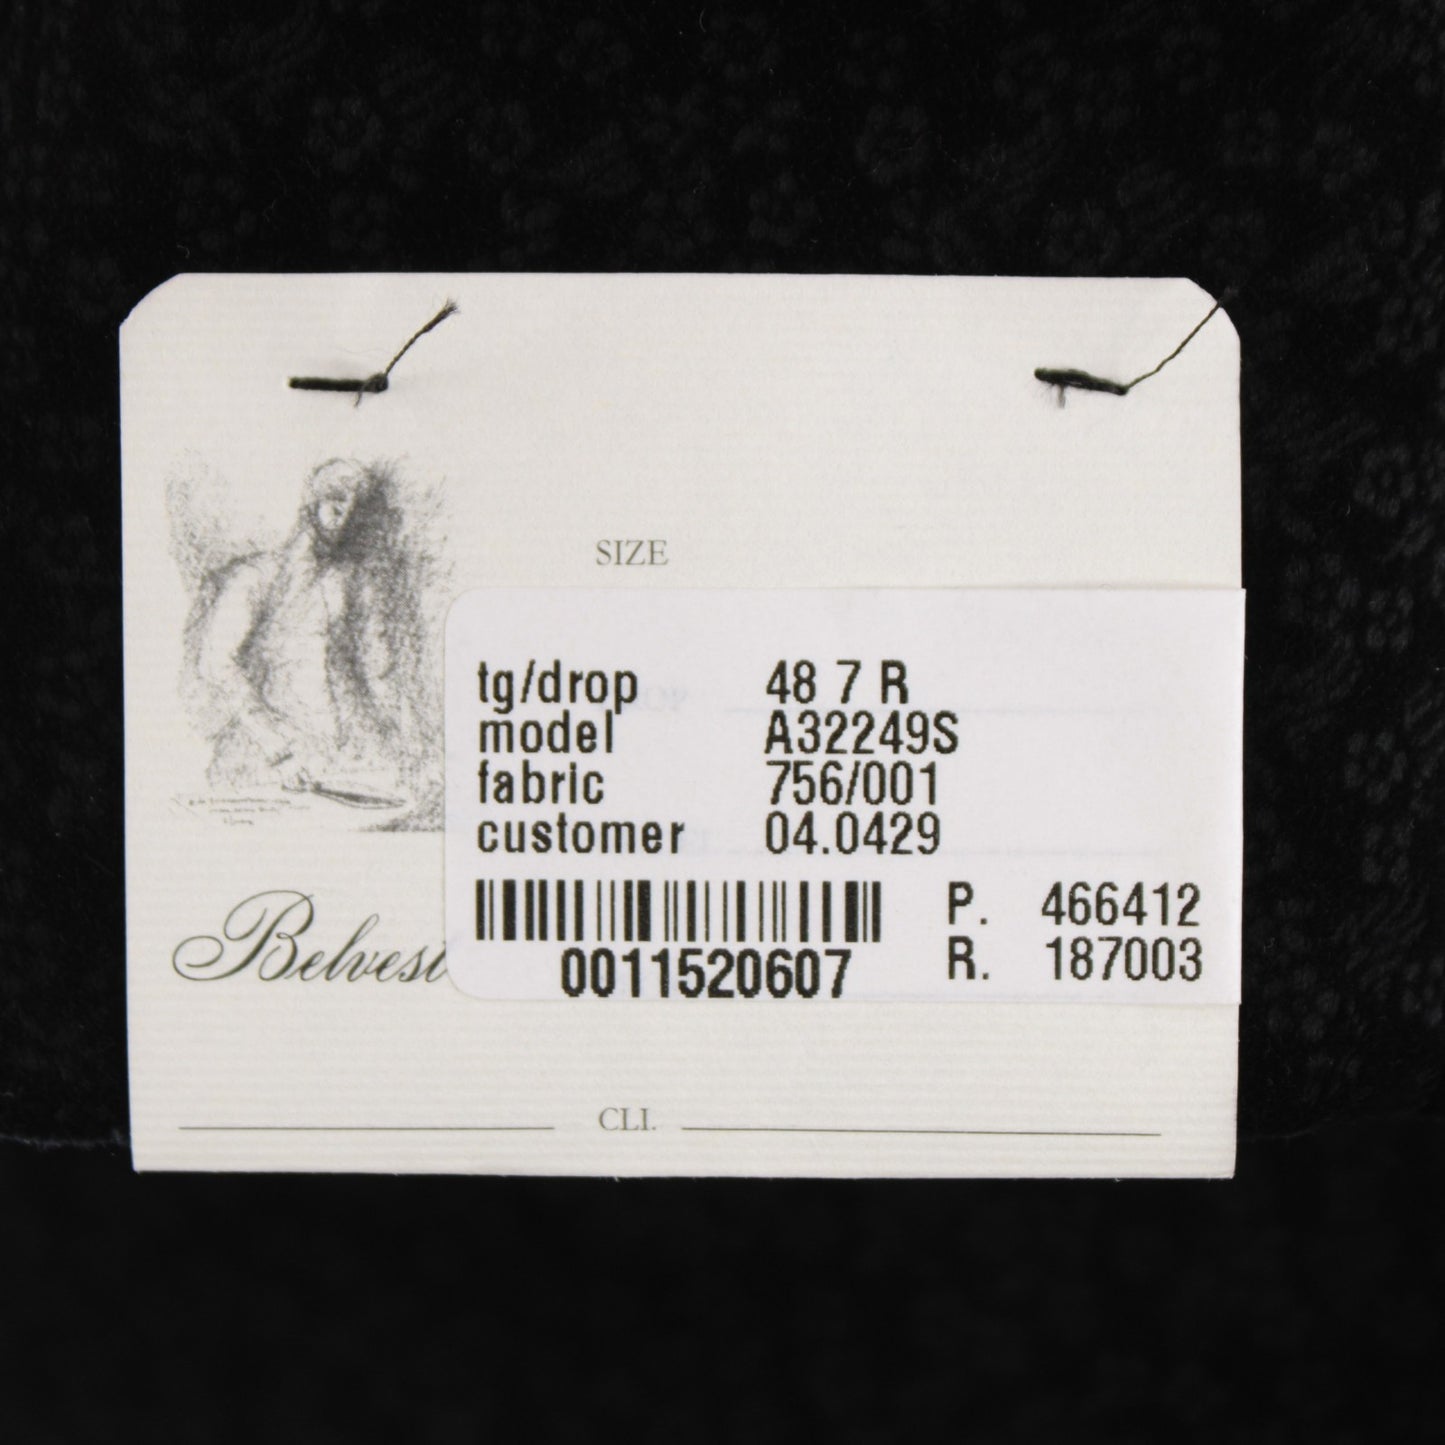 SIZE
tg/drop 48 7 R
model A32249S
fabric 756/001
customer 04.0429
P. 466412
0011520607 R. 187003
Belvest
CLI.